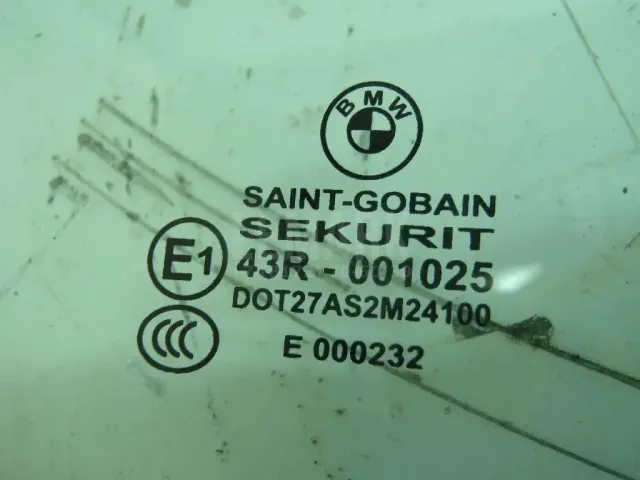 BMW
SAINT-GOBAIN
SEKURIT
E1 43R - 001025
DOT27AS2M24100
CCC E 000232